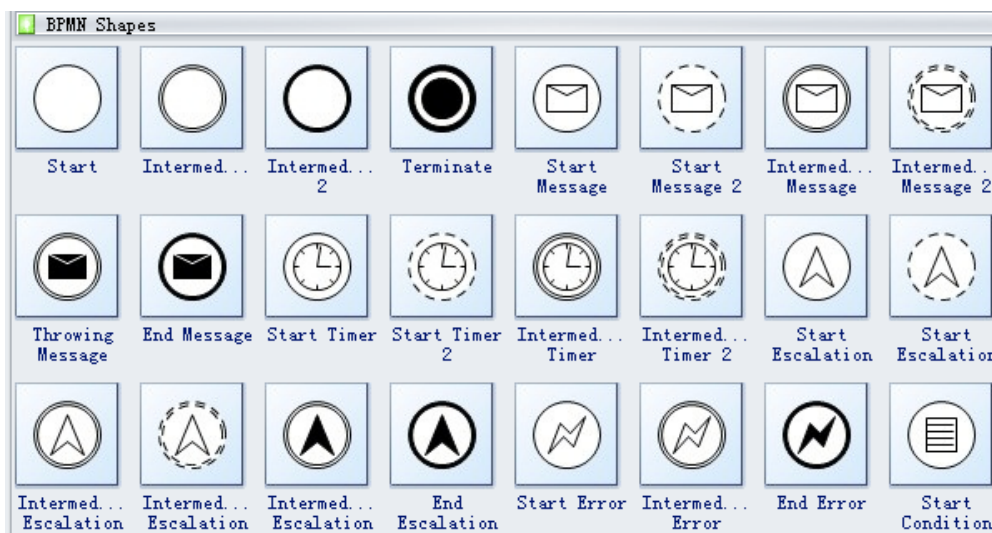 BPMN Shapes
Start Intermed... Intermed... Terminate Start Start Intermed... Intermed..
2 Message Message 2 Message Message 2
Throwing End Message Start Timer Start Timer Intermed... Intermed... Start Start
Message 2 Timer Timer 2 Escalation Escalation
Intermed... Intermed... Intermed... End Start Error Intermed... End Error Start
Escalation Escalation Escalation Escalation Error Condition